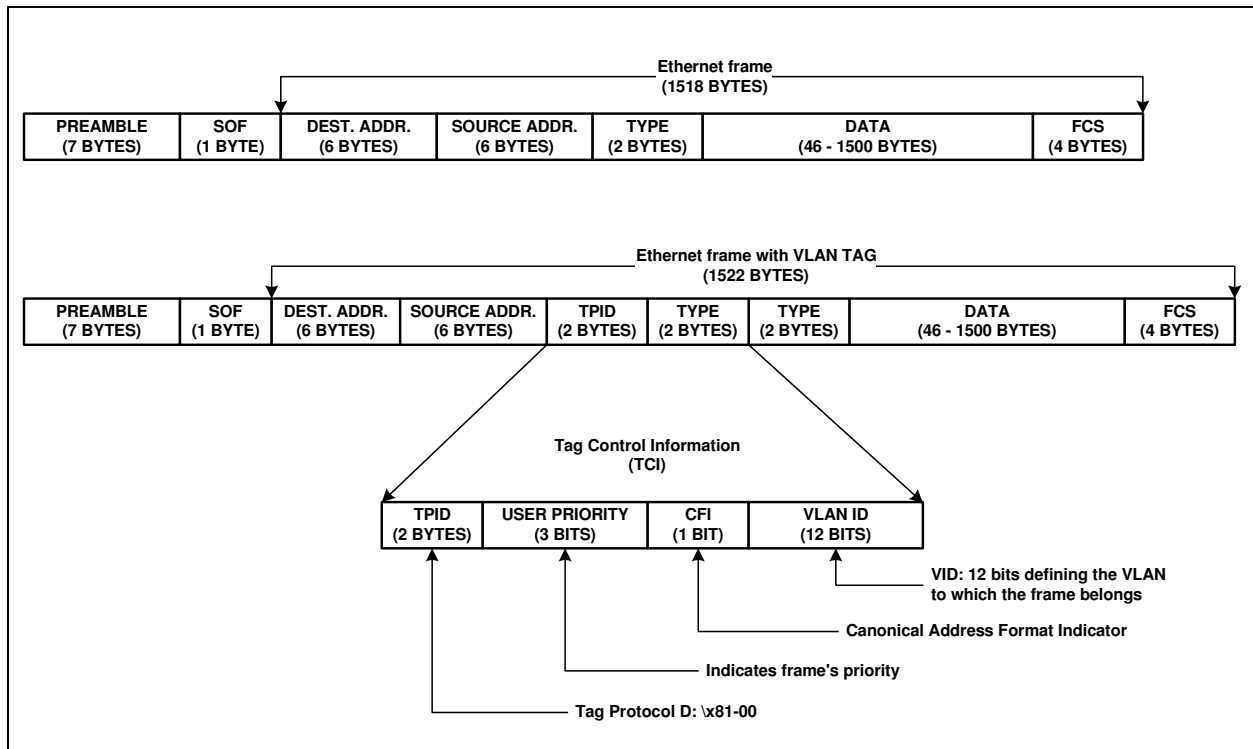 Ethernet frame
(1518 BYTES)
PREAMBLE
(7 BYTES)
SOF
(1 BYTE)
DEST. ADDR.
(6 BYTES)
SOURCE ADDR.
(6 BYTES)
TYPE
(2 BYTES)
DATA
(46 - 1500 BYTES)
FCS
(4 BYTES)
Ethernet frame with VLAN TAG
(1522 BYTES)
PREAMBLE
(7 BYTES)
SOF
(1 BYTE)
DEST. ADDR.
(6 BYTES)
SOURCE ADDR.
(6 BYTES)
TPID
(2 BYTES)
TYPE
(2 BYTES)
TYPE
(2 BYTES)
DATA
(46 - 1500 BYTES)
FCS
(4 BYTES)
Tag Control Information
(TCI)
TPID
(2 BYTES)
USER PRIORITY
(3 BITS)
CFI
(1 BIT)
VLAN ID
(12 BITS)
VID: 12 bits defining the VLAN
to which the frame belongs
Canonical Address Format Indicator
Indicates frame's priority
Tag Protocol D: \x81-00